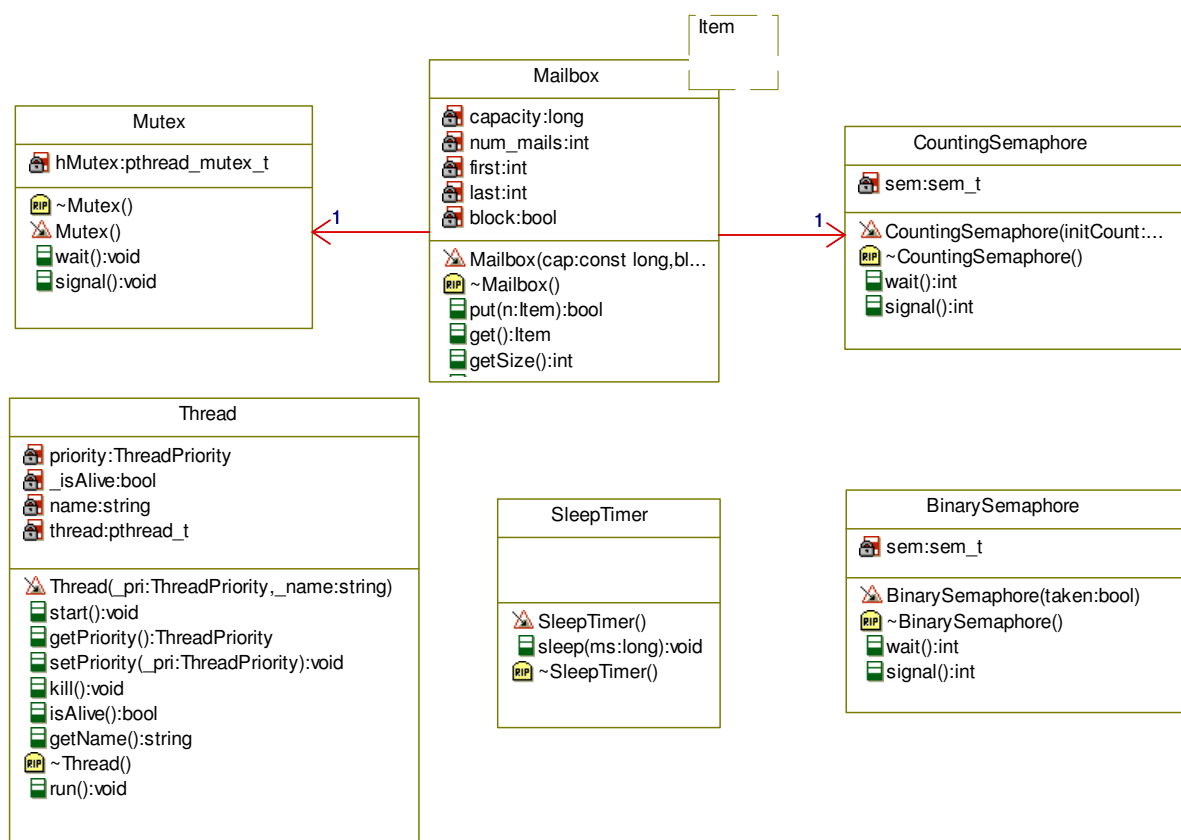 Item
Mailbox
capacity:long
num_mails:int
first:int
last:int
block:bool
Mailbox(cap:const long,bl...
~Mailbox()
put(n:Item):bool
get():Item
getSize():int
Mutex
hMutex:pthread_mutex_t
~Mutex()
Mutex()
wait():void
signal():void
1
1
CountingSemaphore
sem:sem_t
CountingSemaphore(initCount:...
~CountingSemaphore()
wait():int
signal():int
Thread
priority:ThreadPriority
_isAlive:bool
name:string
thread:pthread_t
Thread(_pri:ThreadPriority,_name:string)
start():void
getPriority():ThreadPriority
setPriority(_pri:ThreadPriority):void
kill():void
isAlive():bool
getName():string
RIP ~Thread()
run():void
SleepTimer
SleepTimer()
sleep(ms:long):void
~SleepTimer()
BinarySemaphore
sem:sem_t
BinarySemaphore(taken:bool)
~BinarySemaphore()
wait():int
signal():int